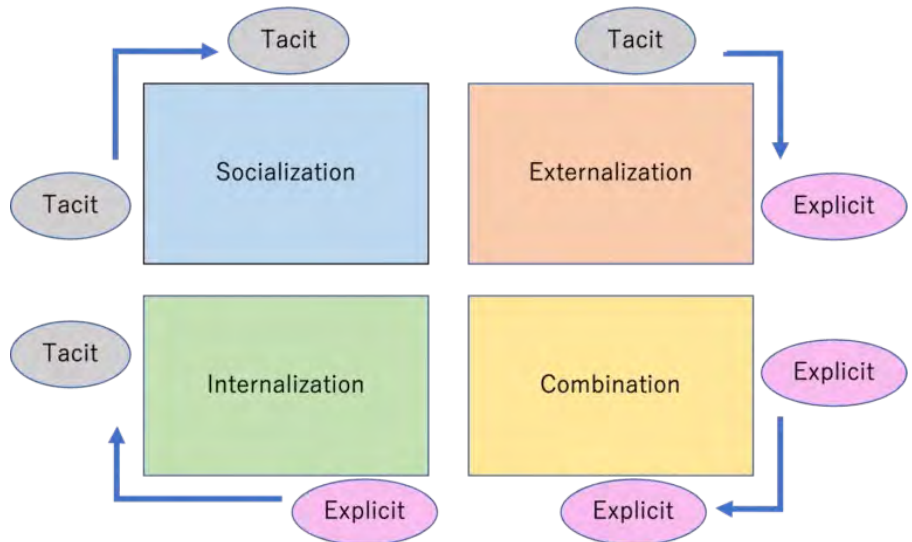 Tacit
Tacit
Socialization
Externalization
Tacit
Explicit
Tacit
Explicit
Internalization
Combination
Explicit
Explicit